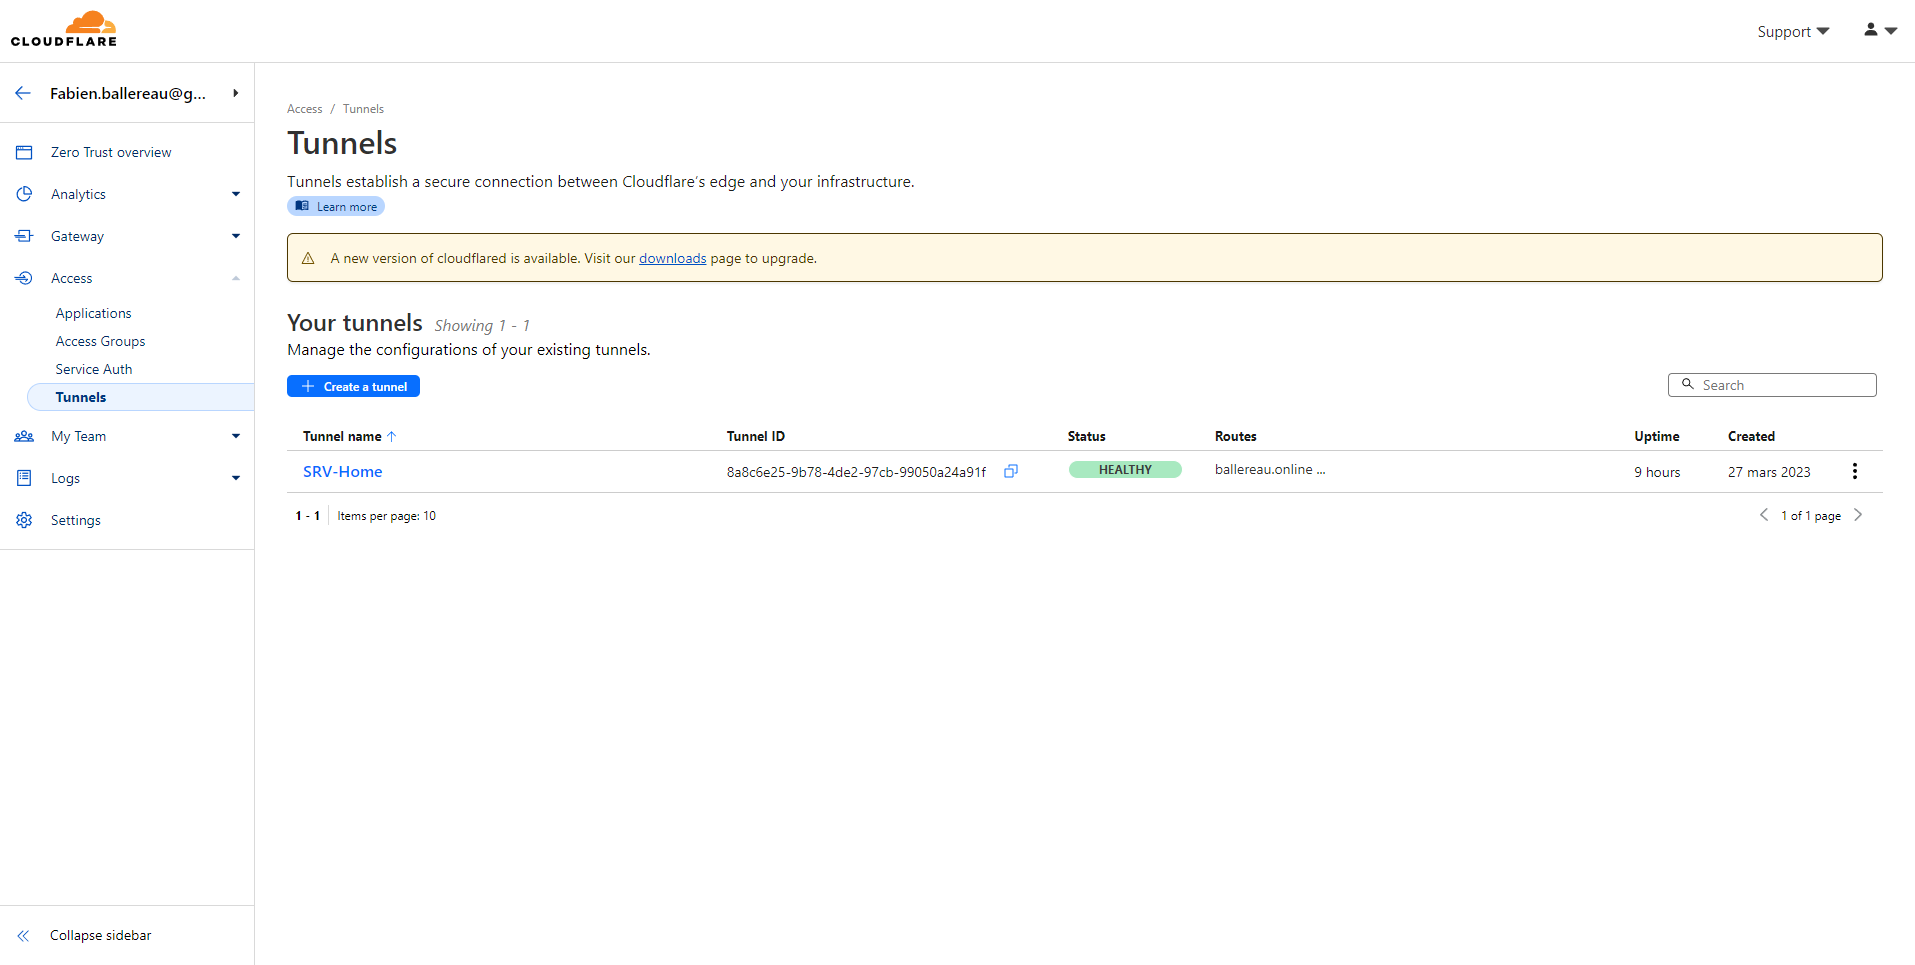 CLOUDFLARE
Support
Fabien.ballereau@g...
Zero Trust overview
Analytics
Gateway
Access
Applications
Access Groups
Service Auth
Tunnels
My Team
Logs
Settings
Collapse sidebar
Access / Tunnels
Tunnels
Tunnels establish a secure connection between Cloudflare's edge and your infrastructure.
Learn more
A new version of cloudflared is available. Visit our downloads page to upgrade.
Your tunnels Showing 1 - 1
Manage the configurations of your existing tunnels.
Create a tunnel
Search
Tunnel name Tunnel ID Status Routes Uptime Created
SRV-Home 8a8c6e25-9b78-4de2-97cb-99050a24a91f HEALTHY ballereau.online ... 9 hours 27 mars 2023
1 - 1 Items per page: 10 1 of 1 page